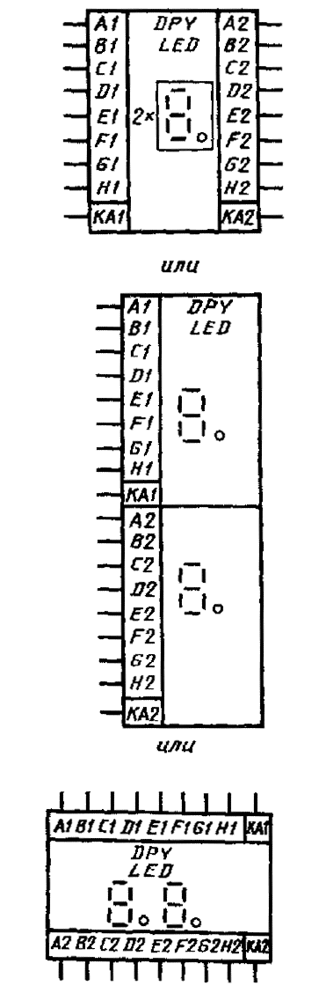 A1 DPY A2
B1 LED B2
C1 C2
D1 D2
E1 2× E2
F1 F2
G1 G2
H1 H2
KA1 KA2
или
A1 DPY
B1 LED
C1
D1
E1
F1
G1
H1
KA1
A2
B2
C2
D2
E2
F2
G2
H2
KA2
или
A1 B1 C1 D1 E1 F1 G1 H1 KA1
DPY
LED
A2 B2 C2 D2 E2 F2 G2 H2 KA2